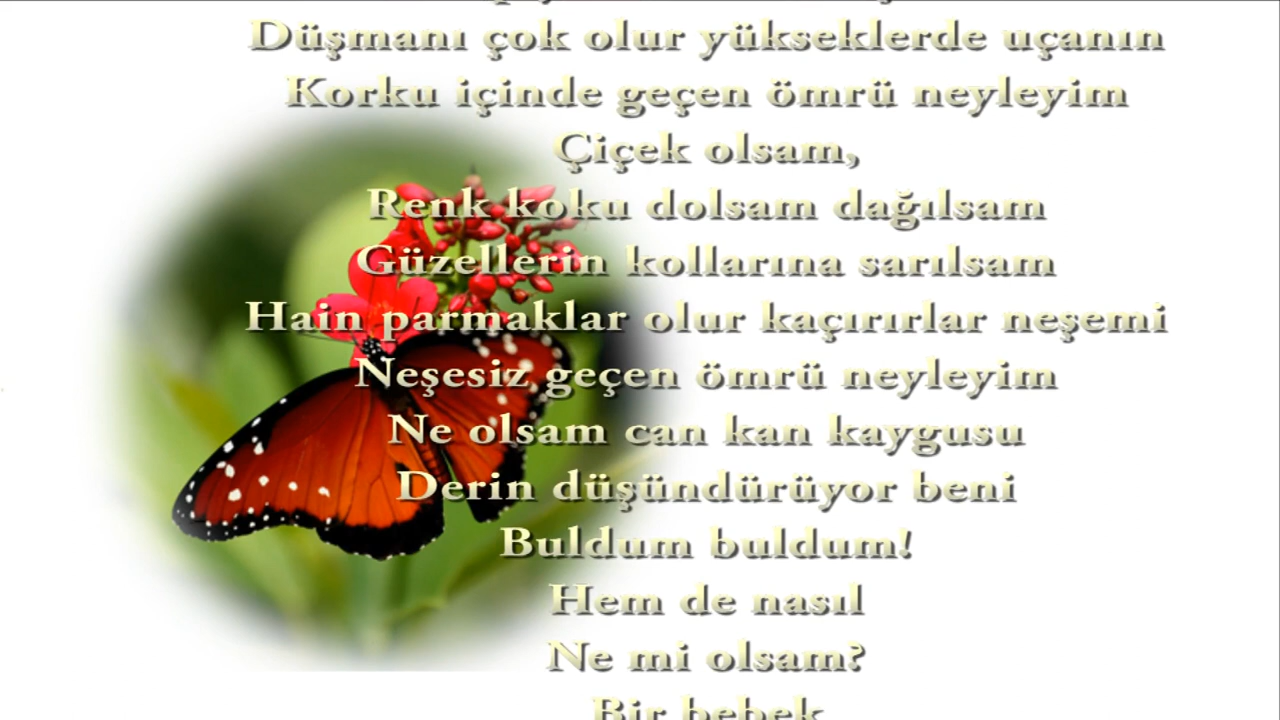 Düşmanı çok olur yükseklerde uçanın
Korku içinde geçen ömrü neyleyim
Çiçek olsam,
Renk koku dolsam dağılsam
Güzellerin kollarına sarılsam
Hain parmaklar olur kaçırırlar neşemi
Neşesiz geçen ömrü neyleyim
Ne olsam can kan kaygusu
Derin düşündürüyor beni
Buldum buldum!
Hem de nasıl
Ne mi olsam?
Bir bebek